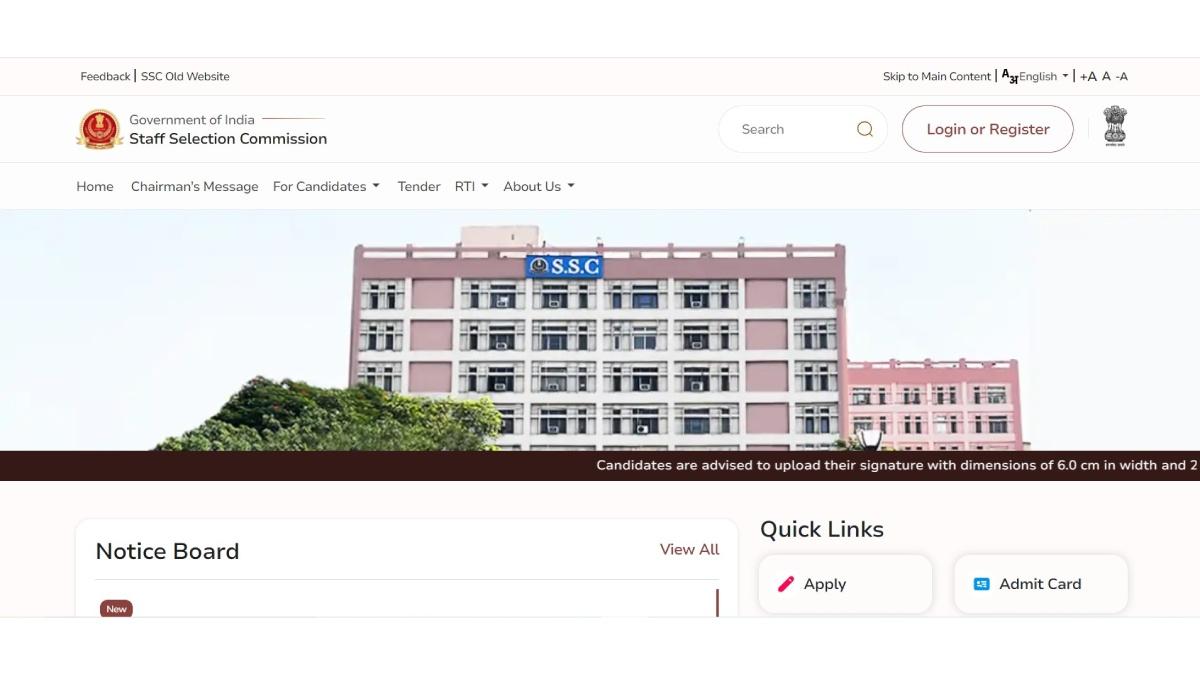 Feedback | SSC Old Website
Skip to Main Content | English | +A A -A
Government of India
Staff Selection Commission
Search
Login or Register
Home Chairman's Message For Candidates Tender RTI About Us
S.S.C
Candidates are advised to upload their signature with dimensions of 6.0 cm in width and 2
Notice Board
View All
New
Quick Links
Apply
Admit Card